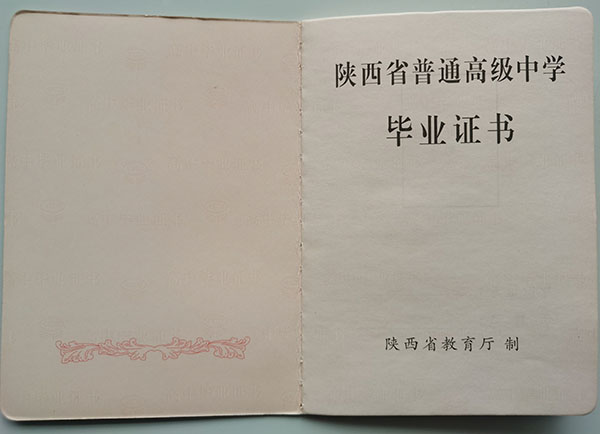 陕西省普通高级中学
毕业证书
陕西省教育厅 制